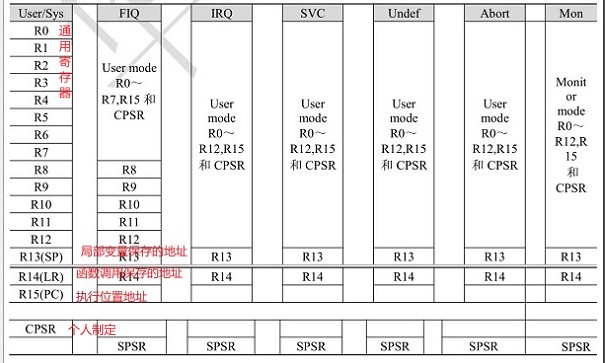 User/Sys FIQ IRQ SVC Undef Abort Mon
R0
R1
R2
R3
R4
R5
R6
R7
R8
R9
R10
R11
R12
R13(SP)
R14(LR)
R15(PC)
CPSR
通用寄存器
User mode
R0～
R7,R15 和
CPSR
R8
R9
R10
R11
R12
R13
R14
User
mode
R0～
R12,R15
和 CPSR
R13
R14
User
mode
R0～
R12,R15
和 CPSR
R13
R14
User
mode
R0～
R12,R15
和 CPSR
R13
R14
User
mode
R0～
R12,R15
和 CPSR
R13
R14
Monit
or
mode
R0～
R12,R
15
和
CPSR
R13
R14
局部变量保存的地址
函数调用保存的地址
执行位置地址
个人制定
SPSR SPSR SPSR SPSR SPSR SPSR